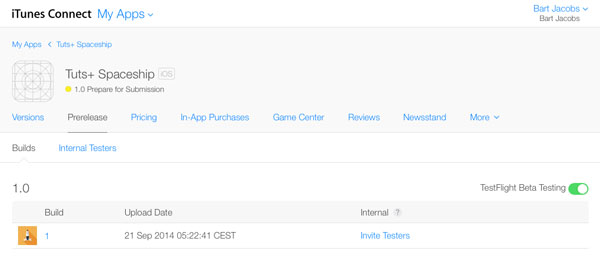 iTunes Connect My Apps
Bart Jacobs
Bart Jacobs
My Apps Tuts+ Spaceship
Tuts+ Spaceship iOS
1.0 Prepare for Submission
Versions Prerelease Pricing In-App Purchases Game Center Reviews Newsstand More
Builds Internal Testers
1.0 TestFlight Beta Testing
Build Upload Date Internal ?
1 21 Sep 2014 05:22:41 CEST Invite Testers